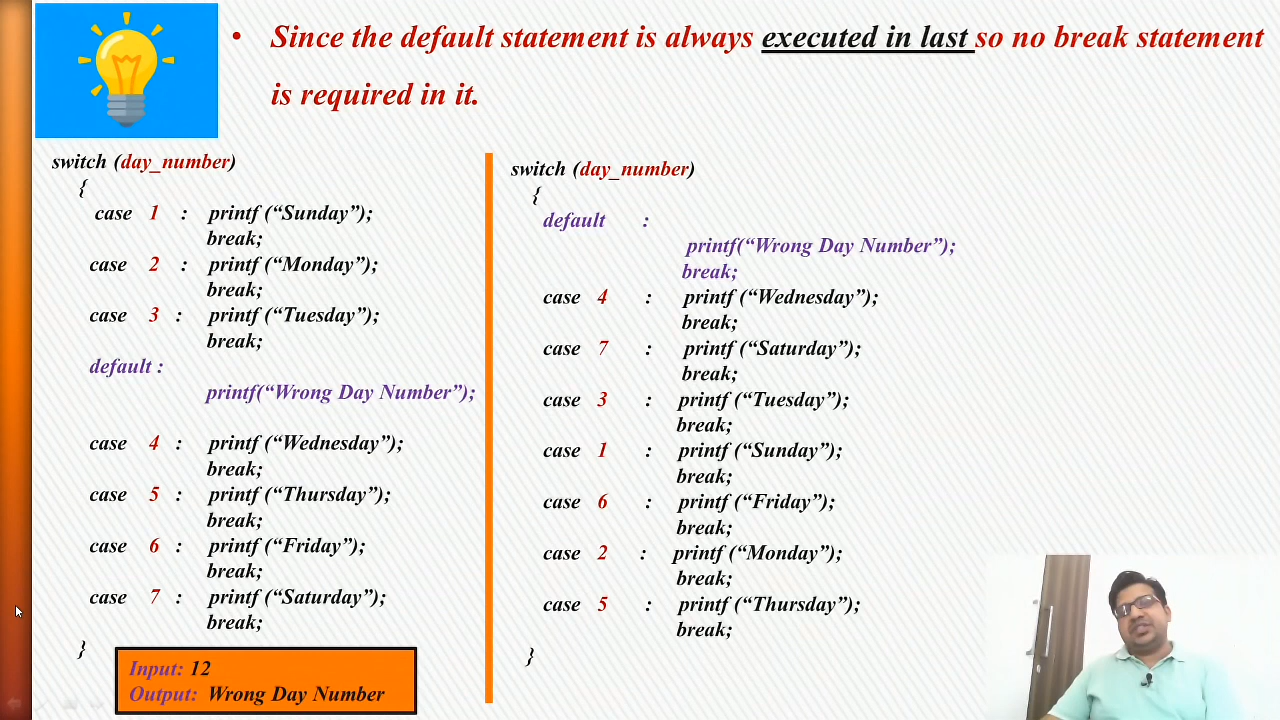 • Since the default statement is always executed in last so no break statement
is required in it.
switch (day_number)
{
case 1 : printf (“Sunday”);
break;
case 2 : printf (“Monday”);
break;
case 3 : printf (“Tuesday”);
break;
default :
printf(“Wrong Day Number”);
case 4 : printf (“Wednesday”);
break;
case 5 : printf (“Thursday”);
break;
case 6 : printf (“Friday”);
break;
case 7 : printf (“Saturday”);
break;
}
Input: 12
Output: Wrong Day Number
switch (day_number)
{
default :
printf(“Wrong Day Number”);
break;
case 4 : printf (“Wednesday”);
break;
case 7 : printf (“Saturday”);
break;
case 3 : printf (“Tuesday”);
break;
case 1 : printf (“Sunday”);
break;
case 6 : printf (“Friday”);
break;
case 2 : printf (“Monday”);
break;
case 5 : printf (“Thursday”);
break;
}